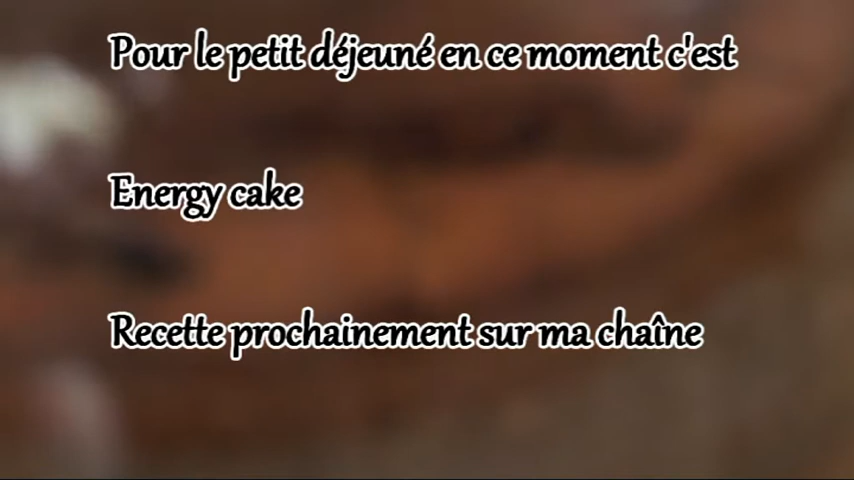 Pour le petit déjeuné en ce moment c'est
Energy cake
Recette prochainement sur ma chaîne